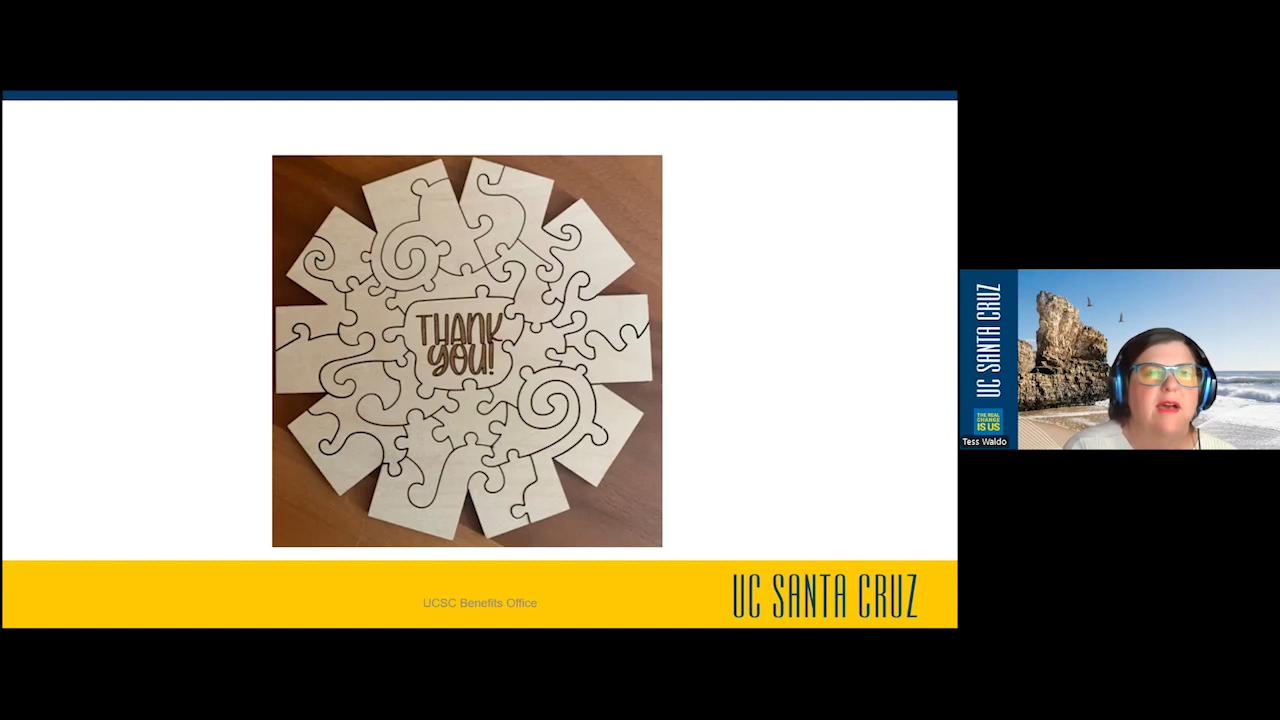 THANK
YOU!
UCSC Benefits Office
UC SANTA CRUZ
UC SANTA CRUZ
THE REAL
CHANGE
IS US
Tess Waldo